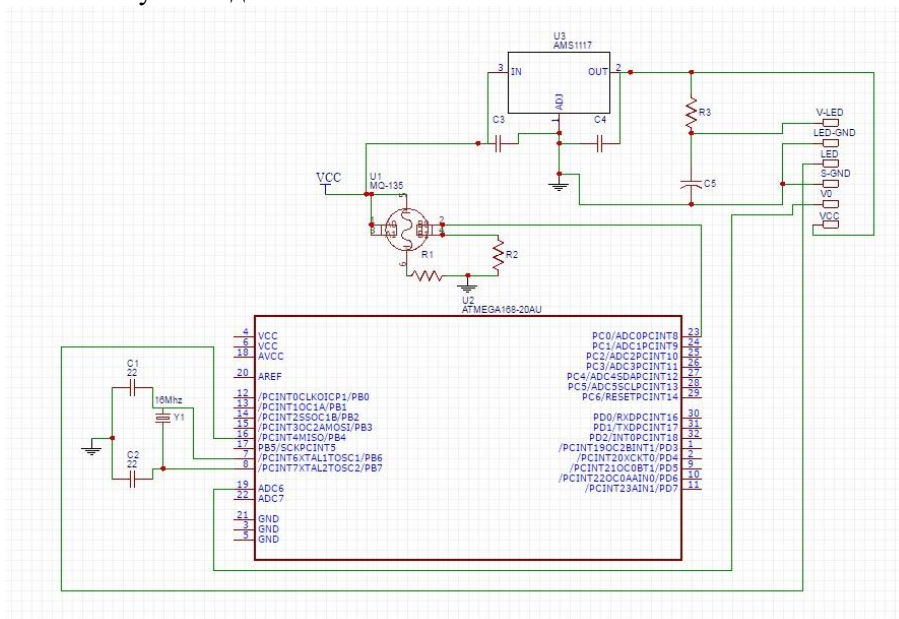 U3
AMS1117
3 IN
OUT 2
ADJ
1
C3
C4
R3
C5
V-LED
LED-GND
LED
S-GND
V0
VCC
VCC
U1
MQ-135
5
2
6
R1
R2
U2
ATMEGA168-20AU
4 VCC
6 VCC
18 AVCC
20 AREF
12 /PCINT0CLKOICP1/PB0
13 /PCINT1OC1A/PB1
14 /PCINT2SSOC1B/PB2
15 /PCINT3OC2AMOSI/PB3
16 /PCINT4MISO/PB4
17 PB5/SCKPCINT5
7 /PCINT6XTAL1TOSC1/PB6
8 /PCINT7XTAL2TOSC2/PB7
19 ADC6
22 ADC7
21 GND
3 GND
5 GND
PC0/ADC0PCINT8 23
PC1/ADC1PCINT9 24
PC2/ADC2PCINT10 25
PC3/ADC3PCINT11 26
PC4/ADC4SDAPCINT12 27
PC5/ADC5SCLPCINT13 28
PC6/RESETPCINT14 29
PD0/RXDPCINT16 30
PD1/TXDPCINT17 31
PD2/INT0PCINT18 32
/PCINT19OC2BINT1/PD3 1
/PCINT20XCKT0/PD4 2
/PCINT21OC0BT1/PD5 9
/PCINT22OC0AAIN0/PD6 10
/PCINT23AIN1/PD7 11
C1
22
16Mhz
Y1
C2
22